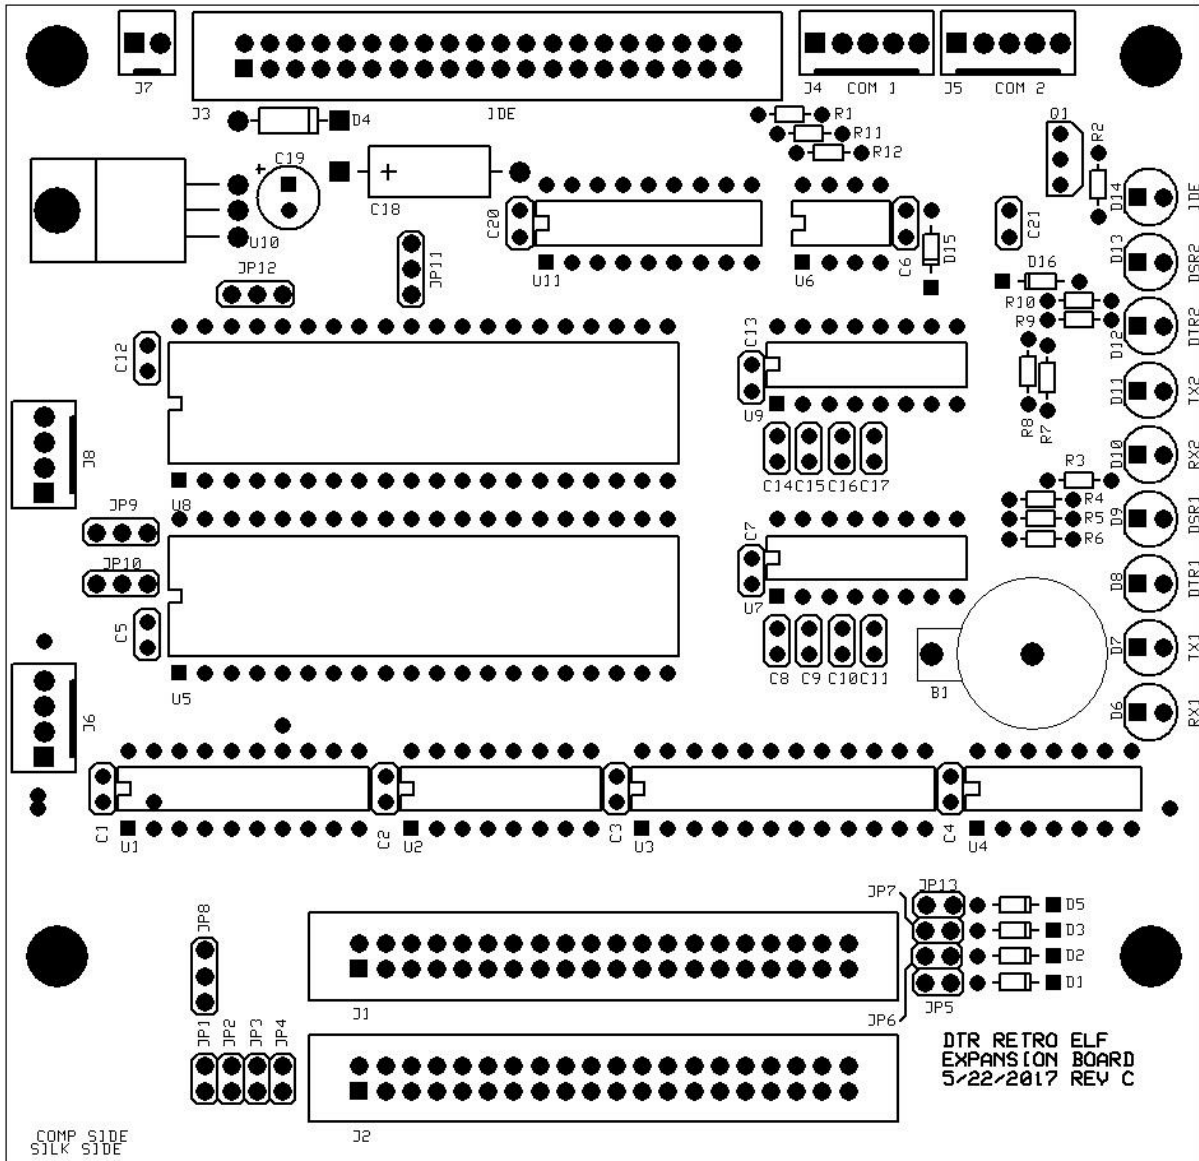 J7
J3
IDE
J4
COM 1
J5
COM 2
D4
R1
R11
R12
Q1
R2
+
C19
+
C18
U10
C20
U11
C6
U6
D15
C21
D14
IDE
D13
DSR2
JP12
JP11
D16
R10
R9
D12
DTR2
C12
C13
U9
R8
R7
D11
TX2
J8
U8
C14
C15
C16
C17
D10
RX2
R3
JP9
R4
R5
R6
D9
DSR1
JP10
C7
U7
D8
DTR1
C5
U5
C8
C9
C10
C11
B1
D7
TX1
J6
D6
RX1
C1
U1
C2
U2
C3
U3
C4
U4
JP7
JP13
D5
D3
D2
D1
JP8
J1
JP6
JP5
JP1
JP2
JP3
JP4
DTR RETRO ELF
EXPANSION BOARD
5/22/2017 REV C
J2
COMP SIDE
SILK SIDE